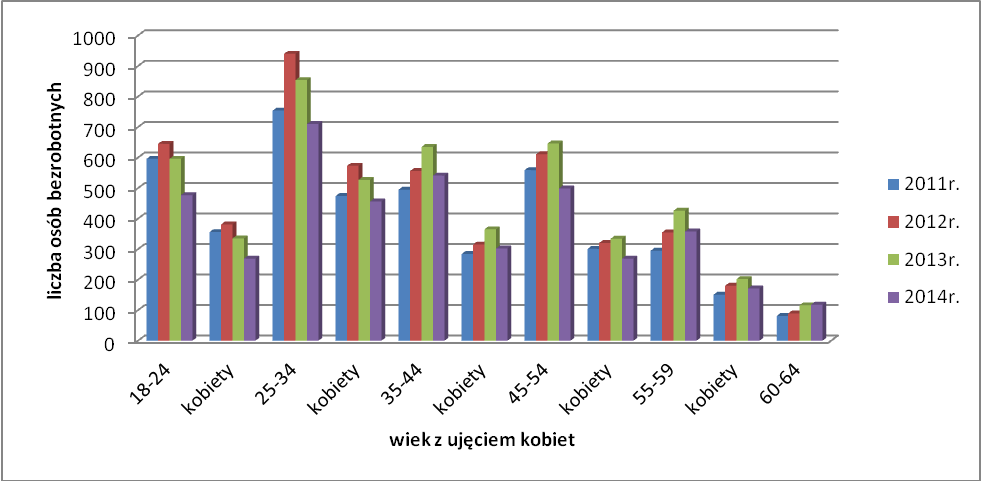 liczba osób bezrobotnych
1000
900
800
700
600
500
400
300
200
100
0
18-24
kobiety
25-34
kobiety
35-44
kobiety
45-54
kobiety
55-59
kobiety
60-64
wiek z ujęciem kobiet
2011r.
2012r.
2013r.
2014r.